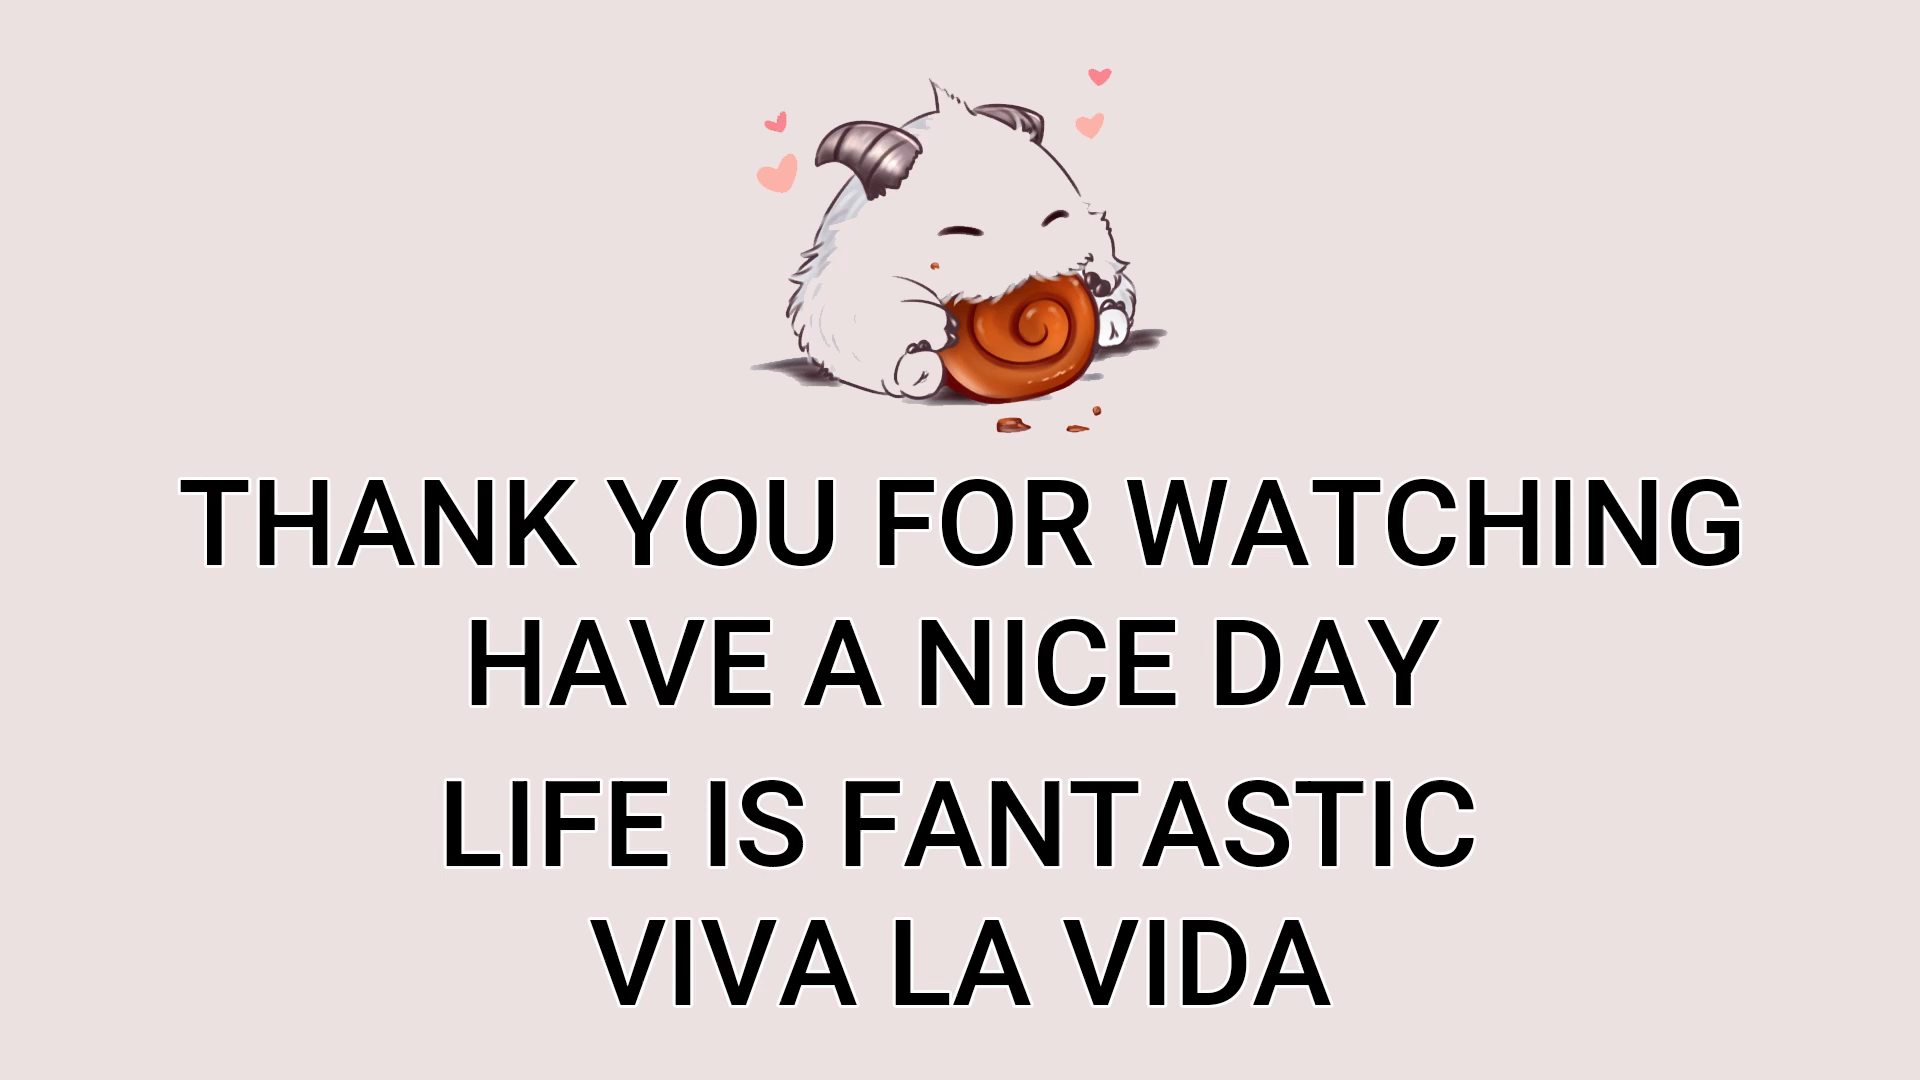 THANK YOU FOR WATCHING
HAVE A NICE DAY
LIFE IS FANTASTIC
VIVA LA VIDA